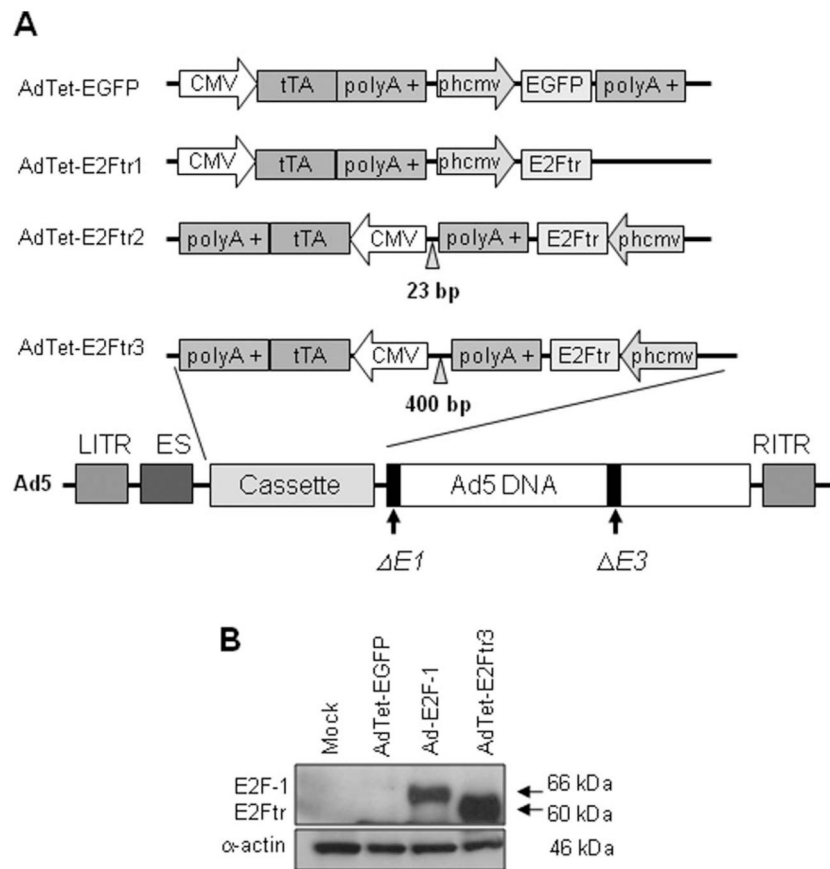 A
AdTet-EGFP CMV tTA polyA + phcmv EGFP polyA +
AdTet-E2Ftr1 CMV tTA polyA + phcmv E2Ftr
AdTet-E2Ftr2 polyA + tTA CMV polyA + E2Ftr phcmv
23 bp
AdTet-E2Ftr3 polyA + tTA CMV polyA + E2Ftr phcmv
400 bp
LITR ES RITR
Ad5 Cassette Ad5 DNA
ΔE1 ΔE3
B
Mock AdTet-EGFP Ad-E2F-1 AdTet-E2Ftr3
E2F-1 66 kDa
E2Ftr 60 kDa
α-actin 46 kDa